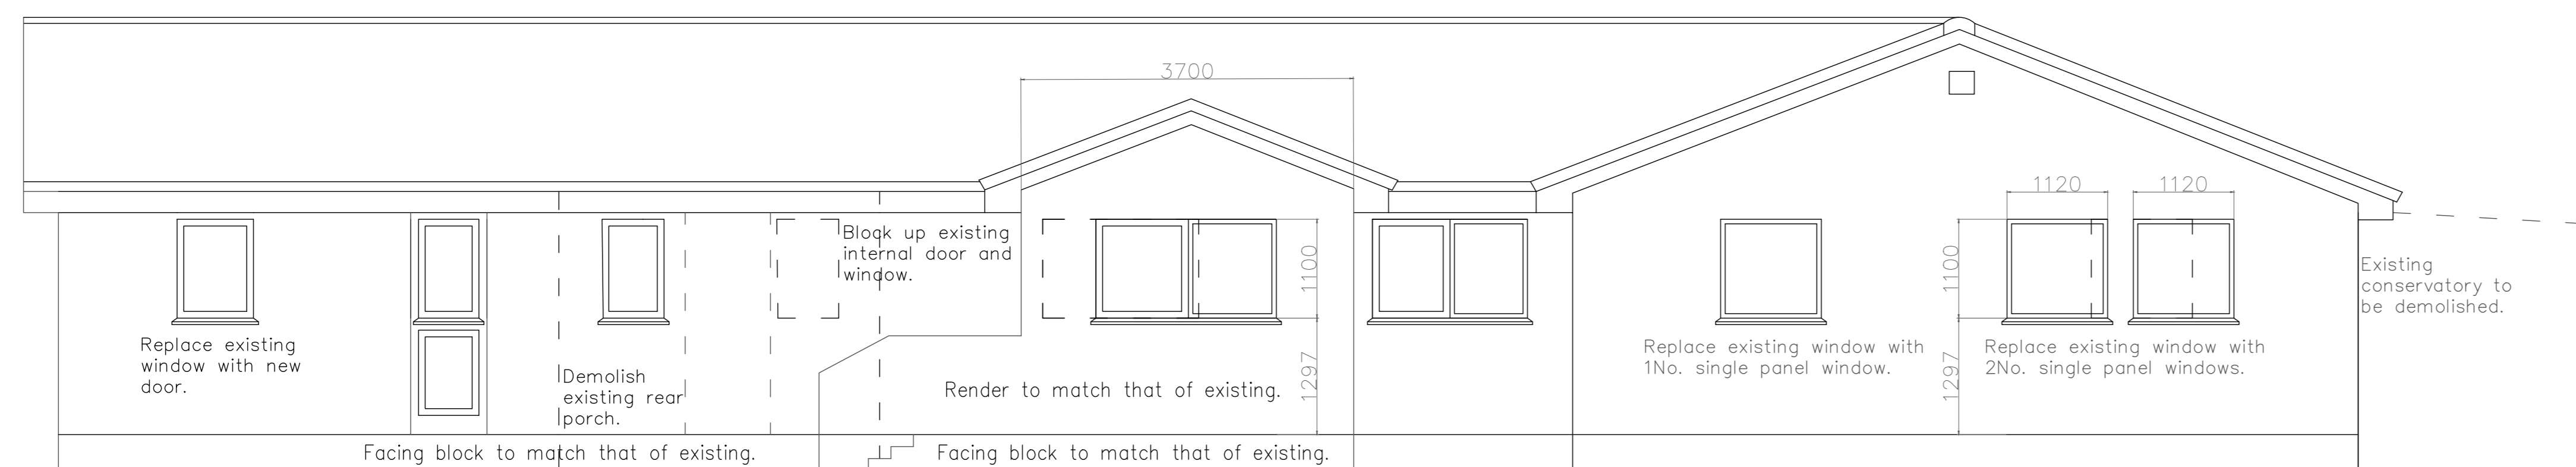 3700
1120
1120
Block up existing
internal door and
window.
1100
1100
Existing
conservatory to
be demolished.
Replace existing
window with new
door.
Demolish
existing rear
porch.
Render to match that of existing.
1297
Replace existing window with
1No. single panel window.
1297
Replace existing window with
2No. single panel windows.
Facing block to match that of existing.
Facing block to match that of existing.